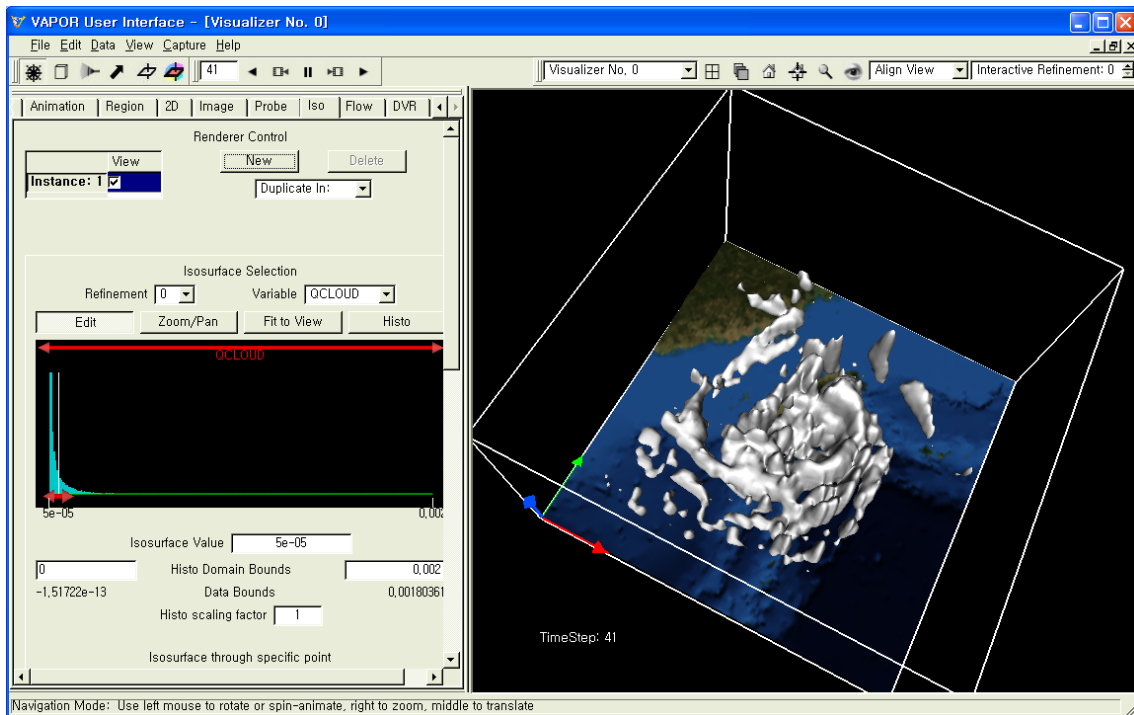 VAPOR User Interface - [Visualizer No. 0]
File Edit Data View Capture Help
41
Visualizer No. 0
Align View
Interactive Refinement: 0
Animation Region 2D Image Probe Iso Flow DVR
Renderer Control
View
New
Delete
Instance: 1
Duplicate In:
Isosurface Selection
Refinement 0 Variable QCLOUD
Edit Zoom/Pan Fit to View Histo
QCLOUD
5e-05 0,002
Isosurface Value 5e-05
0 Histo Domain Bounds 0,002
-1,51722e-13 Data Bounds 0,00180361
Histo scaling factor 1
Isosurface through specific point
TimeStep: 41
Navigation Mode: Use left mouse to rotate or spin-animate, right to zoom, middle to translate